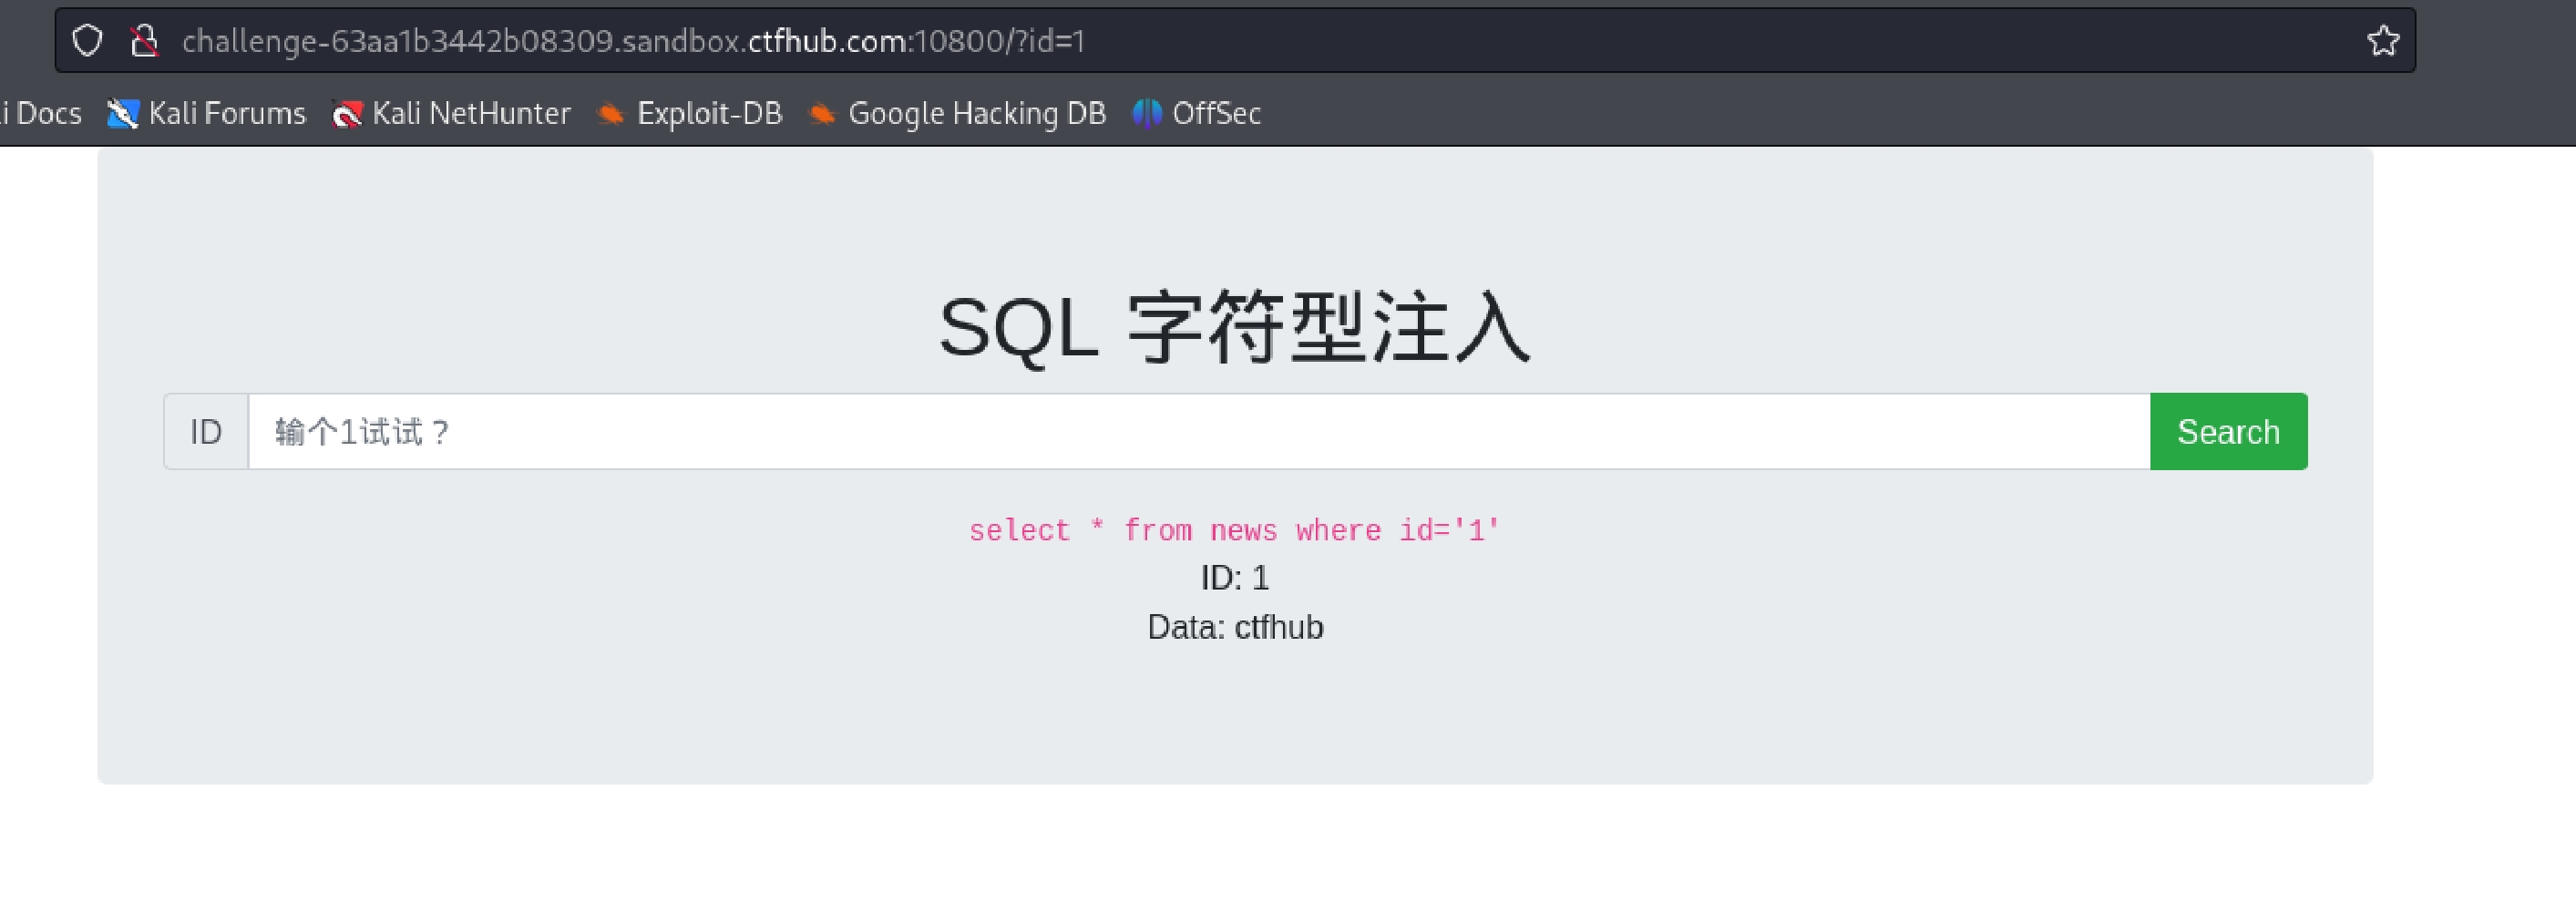 challenge-63aa1b3442b08309.sandbox.ctfhub.com:10800/?id=1
i Docs Kali Forums Kali NetHunter Exploit-DB Google Hacking DB OffSec
SQL 字符型注入
ID 输个1试试？ Search
select * from news where id='1'
ID: 1
Data: ctfhub